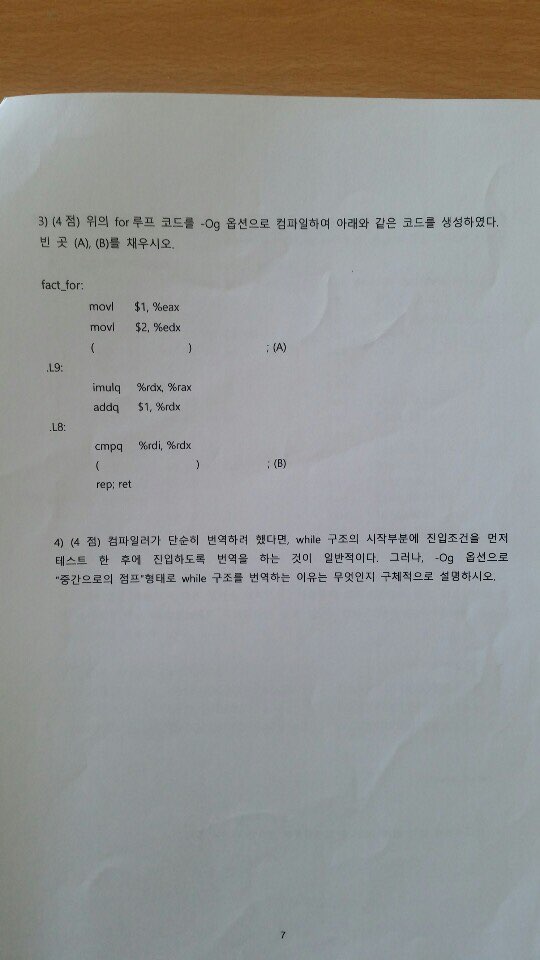 3) (4 점) 위의 for 루프 코드를 -Og 옵션으로 컴파일하여 아래와 같은 코드를 생성하였다.
빈 곳 (A), (B)를 채우시오.
fact_for:
movl $1, %eax
movl $2, %edx
( ) ; (A)
.L9:
imulq %rdx, %rax
addq $1, %rdx
.L8:
cmpq %rdi, %rdx
( ) ; (B)
rep; ret
4) (4 점) 컴파일러가 단순히 번역하려 했다면, while 구조의 시작부분에 진입조건을 먼저
테스트 한 후에 진입하도록 번역을 하는 것이 일반적이다. 그러나, -Og 옵션으로
"중간으로의 점프"형태로 while 구조를 번역하는 이유는 무엇인지 구체적으로 설명하시오.
7